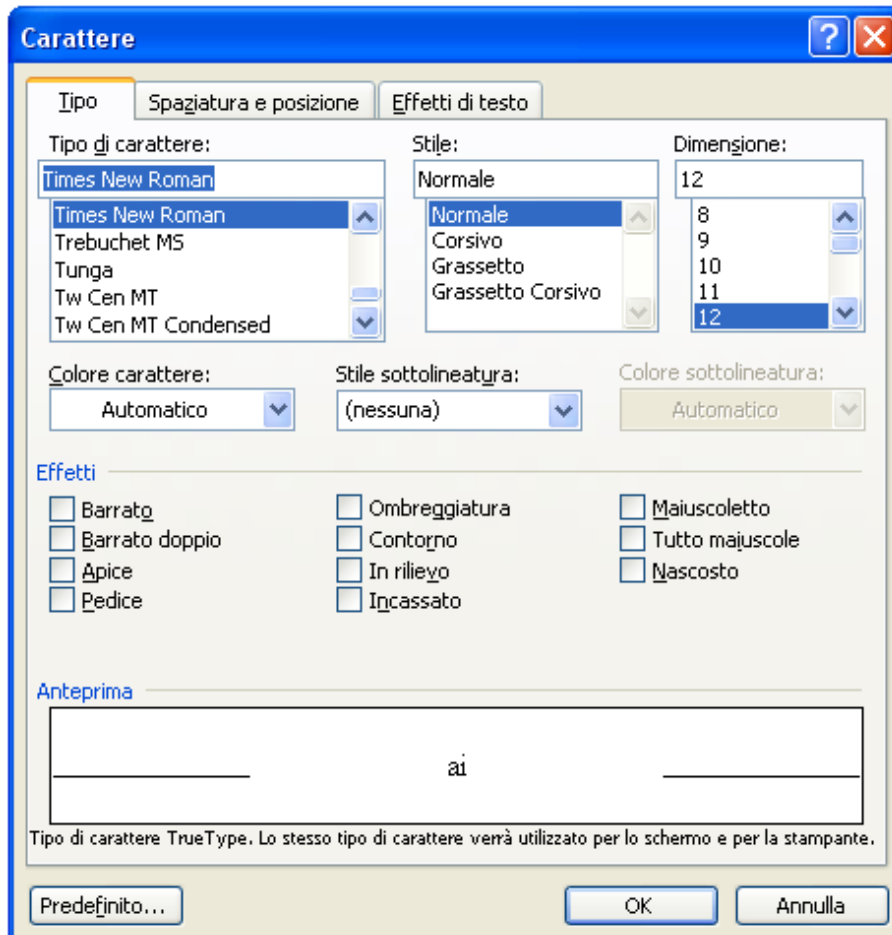 Carattere
Tipo Spaziatura e posizione Effetti di testo
Tipo di carattere: Stile: Dimensione:
Times New Roman Normale 12
Times New Roman Normale 8
Trebuchet MS Corsivo 9
Tunga Grassetto 10
Tw Cen MT Grassetto Corsivo 11
Tw Cen MT Condensed 12
Colore carattere: Stile sottolineatura: Colore sottolineatura:
Automatico (nessuna) Automatico
Effetti
Barrato Ombreggiatura Maiuscoletto
Barrato doppio Contorno Tutto maiuscole
Apice In rilievo Nascosto
Pedice Incassato
Anteprima
ai
Tipo di carattere TrueType. Lo stesso tipo di carattere verrà utilizzato per lo schermo e per la stampante.
Predefinito... OK Annulla